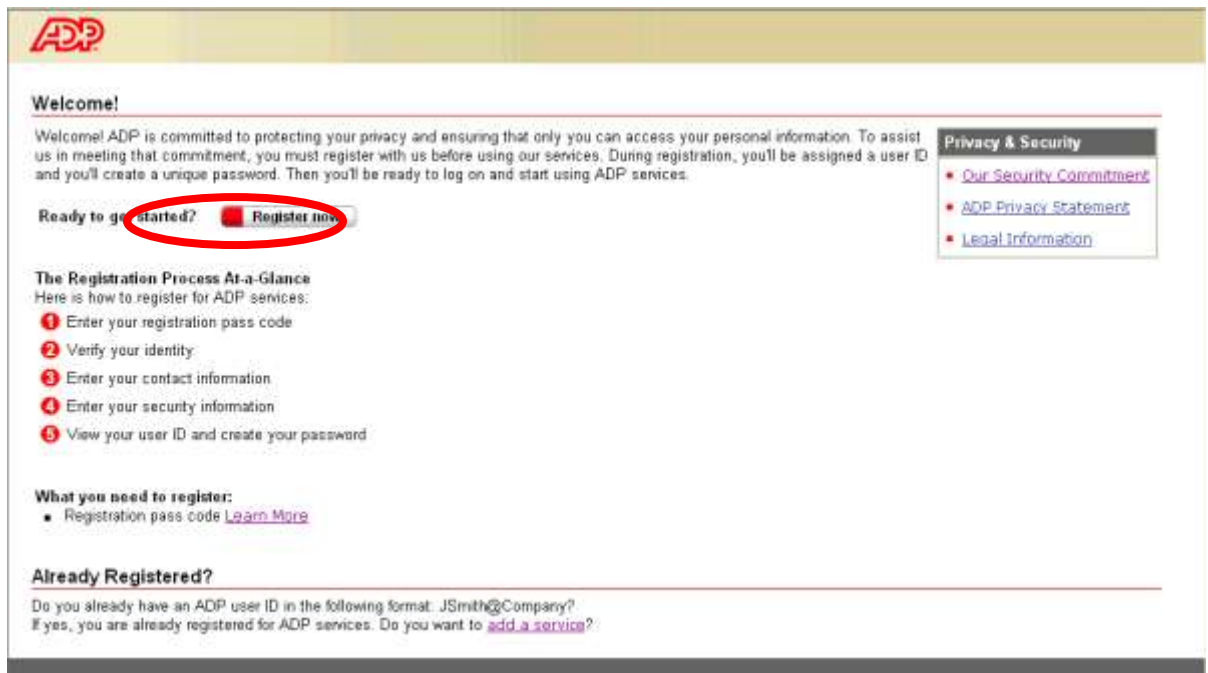 ADP
Welcome!
Welcome! ADP is committed to protecting your privacy and ensuring that only you can access your personal information. To assist
us in meeting that commitment, you must register with us before using our services. During registration, you'll be assigned a user ID
and you'll create a unique password. Then you'll be ready to log on and start using ADP services.
Privacy & Security
Our Security Commitment
ADP Privacy Statement
Legal Information
Ready to get started? Register now
The Registration Process At-a-Glance
Here is how to register for ADP services:
1 Enter your registration pass code
2 Verify your identity
3 Enter your contact information
4 Enter your security information
5 View your user ID and create your password
What you need to register:
Registration pass code Learn More
Already Registered?
Do you already have an ADP user ID in the following format: JSmith@Company?
If yes, you are already registered for ADP services. Do you want to add a service?